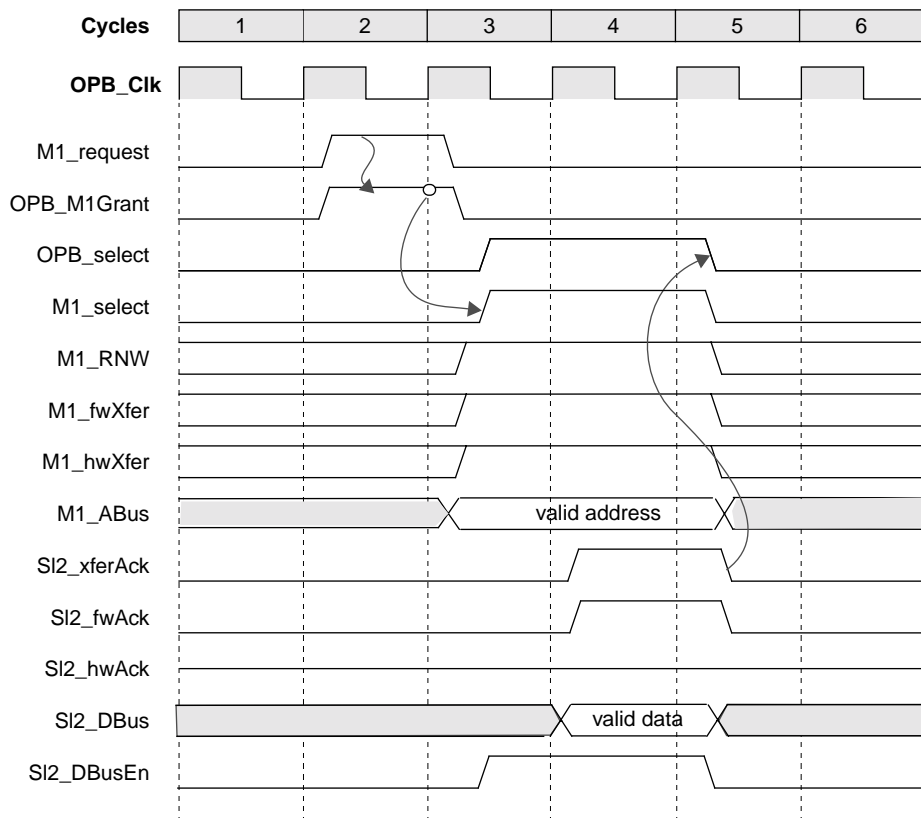 Cycles 1 2 3 4 5 6
OPB_Clk
M1_request
OPB_M1Grant
OPB_select
M1_select
M1_RNW
M1_fwXfer
M1_hwXfer
M1_ABus valid address
Sl2_xferAck
Sl2_fwAck
Sl2_hwAck
Sl2_DBus valid data
Sl2_DBusEn